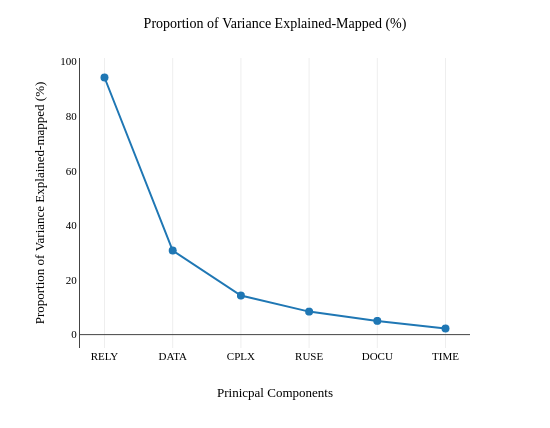 Proportion of Variance Explained-Mapped (%)
Proportion of Variance Explained-mapped (%)
100
80
60
40
20
0
RELY DATA CPLX RUSE DOCU TIME
Prinicpal Components